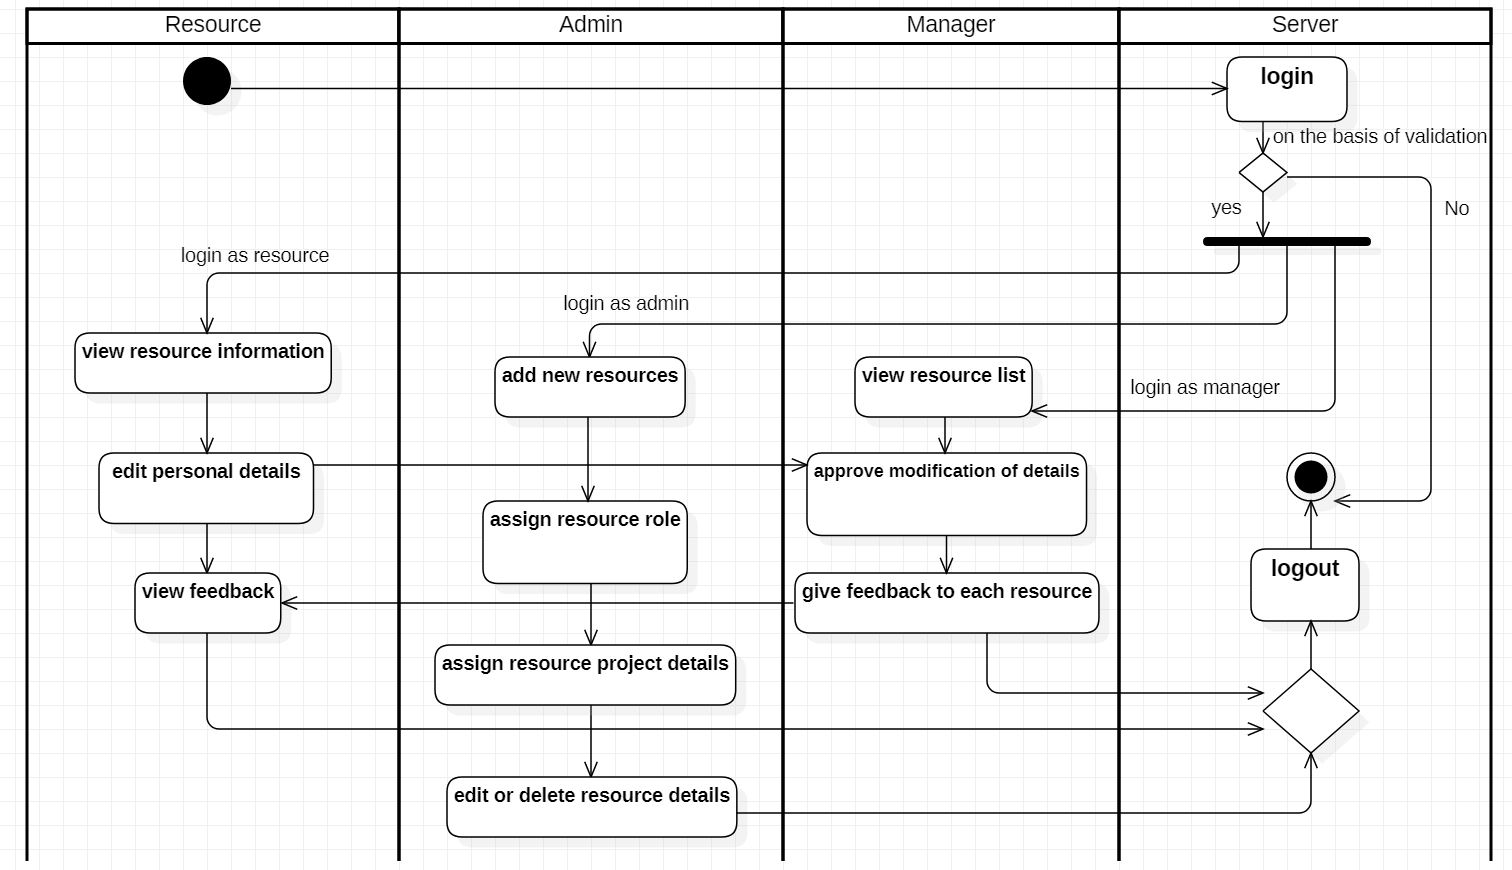 Resource
Admin
Manager
Server
login
on the basis of validation
yes
No
login as resource
login as admin
view resource information
add new resources
view resource list
login as manager
edit personal details
approve modification of details
assign resource role
logout
view feedback
give feedback to each resource
assign resource project details
edit or delete resource details